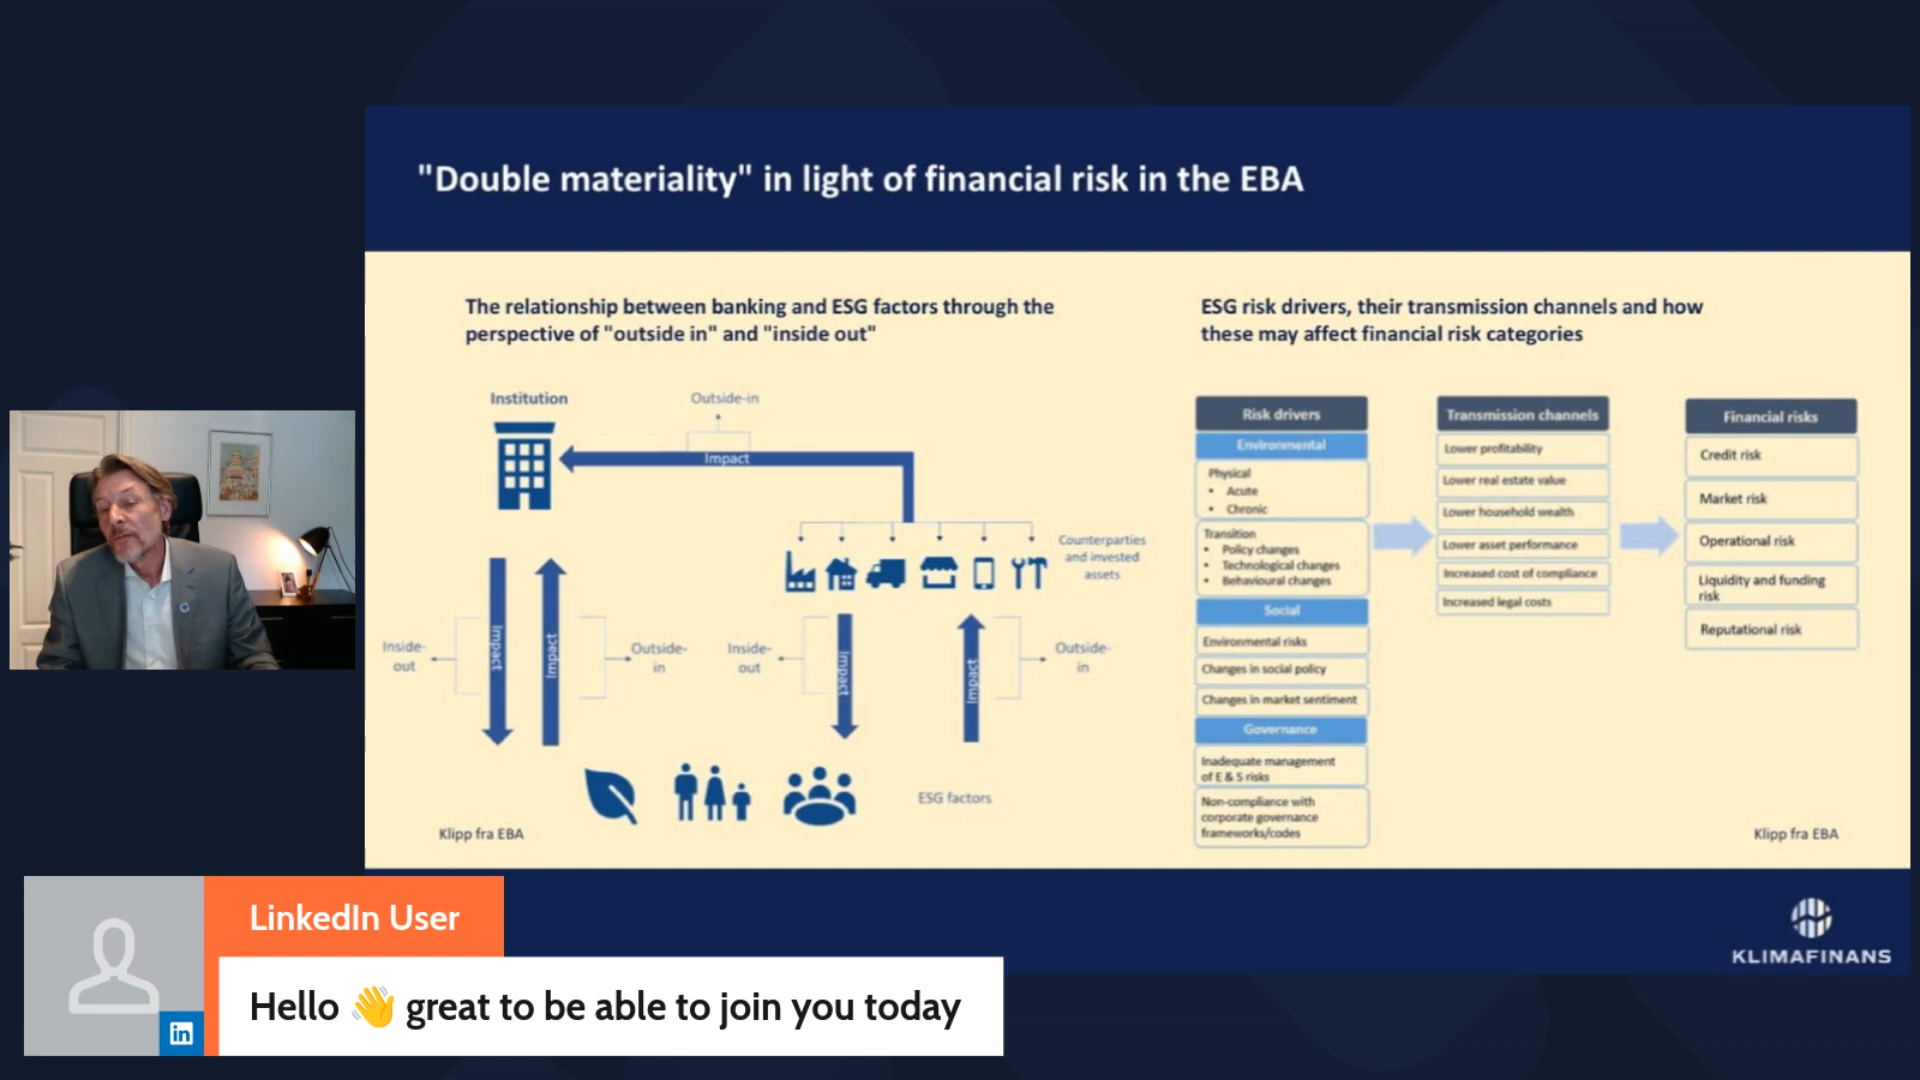 "Double materiality" in light of financial risk in the EBA
The relationship between banking and ESG factors through the
perspective of "outside in" and "inside out"
Institution
Outside-in
Impact
Counterparties
and invested
assets
Inside-
out
Impact
Impact
Outside-
in
Inside-
out
Impact
Impact
Outside-
in
ESG factors
Klipp fra EBA
ESG risk drivers, their transmission channels and how
these may affect financial risk categories
Risk drivers
Environmental
Physical
• Acute
• Chronic
Transition
• Policy changes
• Technological changes
• Behavioural changes
Social
Environmental risks
Changes in social policy
Changes in market sentiment
Governance
Inadequate management
of E & S risks
Non-compliance with
corporate governance
frameworks/codes
Transmission channels
Lower profitability
Lower real estate value
Lower household wealth
Lower asset performance
Increased cost of compliance
Increased legal costs
Financial risks
Credit risk
Market risk
Operational risk
Liquidity and funding
risk
Reputational risk
Klipp fra EBA
KLIMAFINANS
LinkedIn User
in
Hello 👋 great to be able to join you today